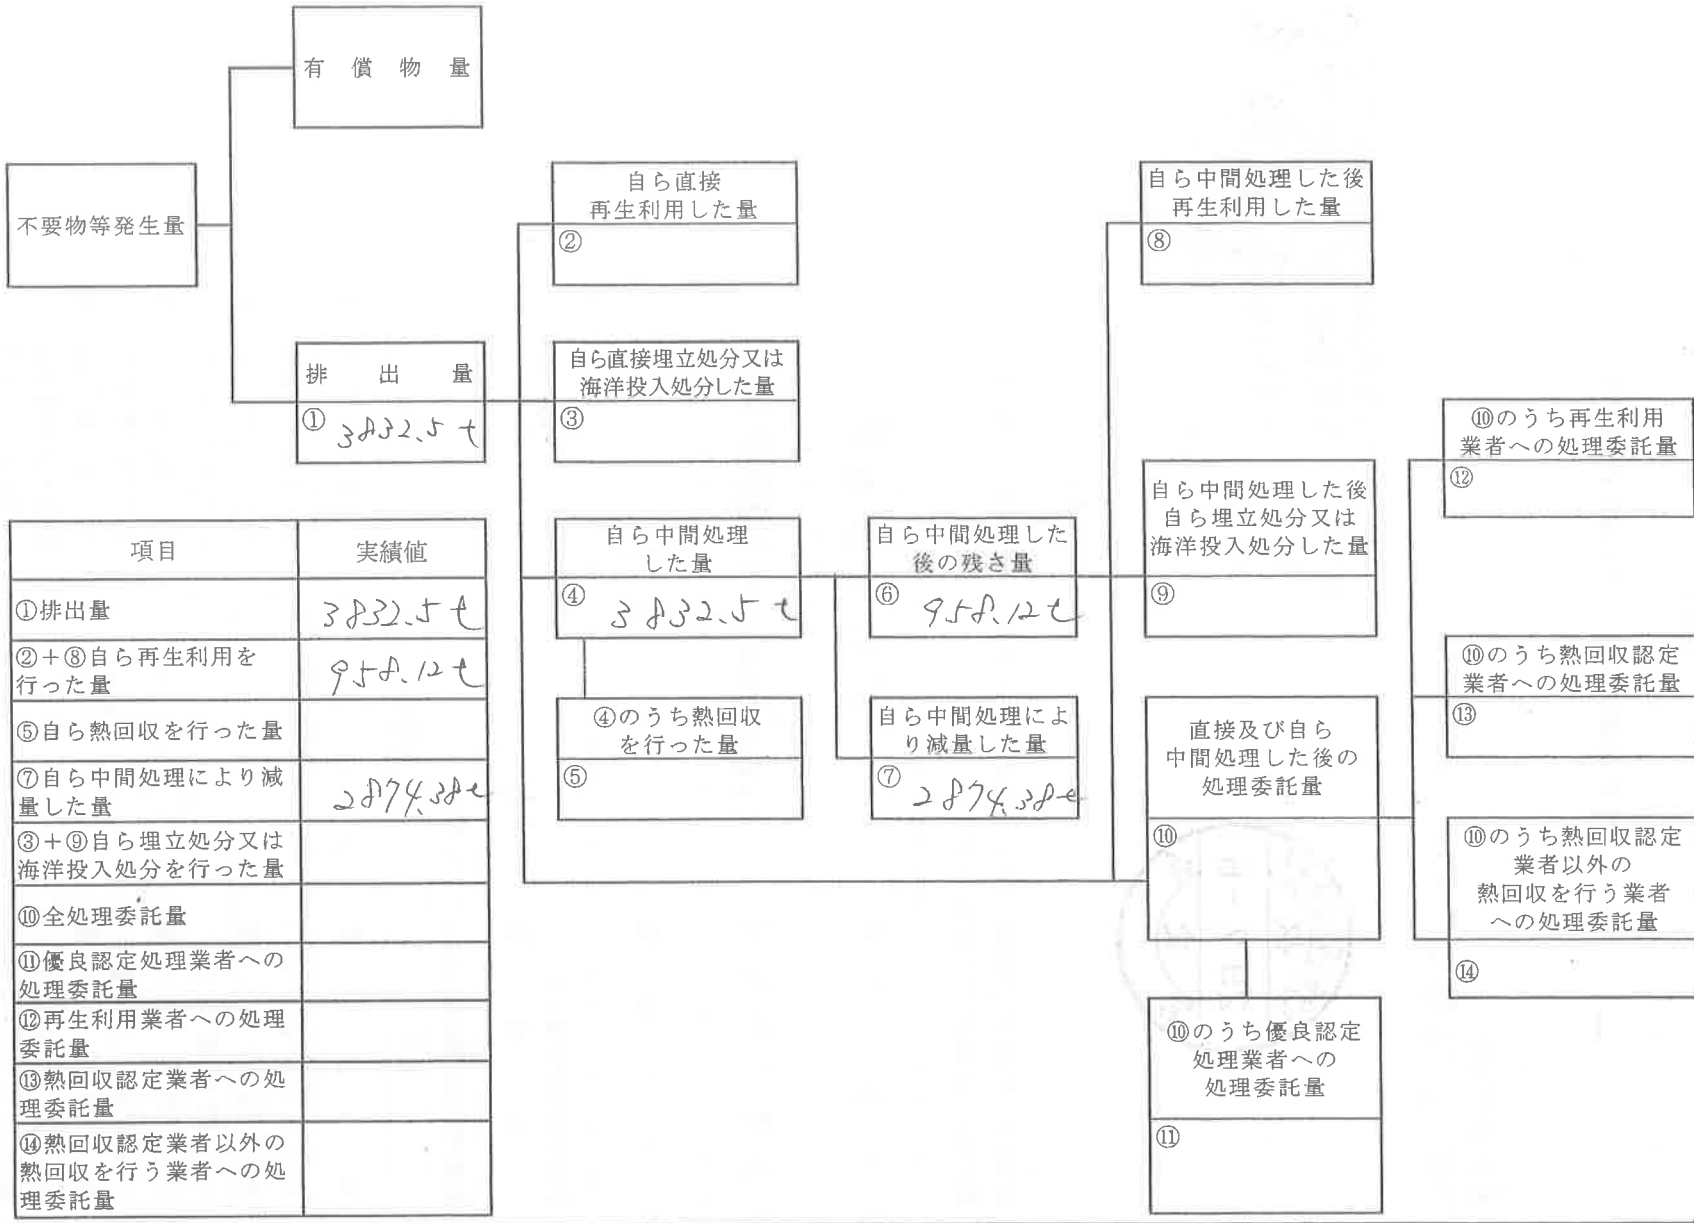 有償物量
不要物等発生量
排出量
① 3832.5 t
自ら直接
再生利用した量
②
自ら直接埋立処分又は
海洋投入処分した量
③
自ら中間処理
した量
④ 3832.5 t
④のうち熱回収
を行った量
⑤
自ら中間処理した
後の残さ量
⑥ 958.12 t
自ら中間処理によ
り減量した量
⑦ 2874.38 t
自ら中間処理した後
再生利用した量
⑧
自ら中間処理した後
自ら埋立処分又は
海洋投入処分した量
⑨
直接及び自ら
中間処理した後の
処理委託量
⑩
⑩のうち優良認定
処理業者への
処理委託量
⑪
⑩のうち再生利用
業者への処理委託量
⑫
⑩のうち熱回収認定
業者への処理委託量
⑬
⑩のうち熱回収認定
業者以外の
熱回収を行う業者
への処理委託量
⑭
項目 実績値
①排出量 3832.5 t
②+⑧自ら再生利用を
行った量 958.12 t
⑤自ら熱回収を行った量
⑦自ら中間処理により減
量した量 2874.38 t
③+⑨自ら埋立処分又は
海洋投入処分を行った量
⑩全処理委託量
⑪優良認定処理業者への
処理委託量
⑫再生利用業者への処理
委託量
⑬熱回収認定業者への処
理委託量
⑭熱回収認定業者以外の
熱回収を行う業者への処
理委託量